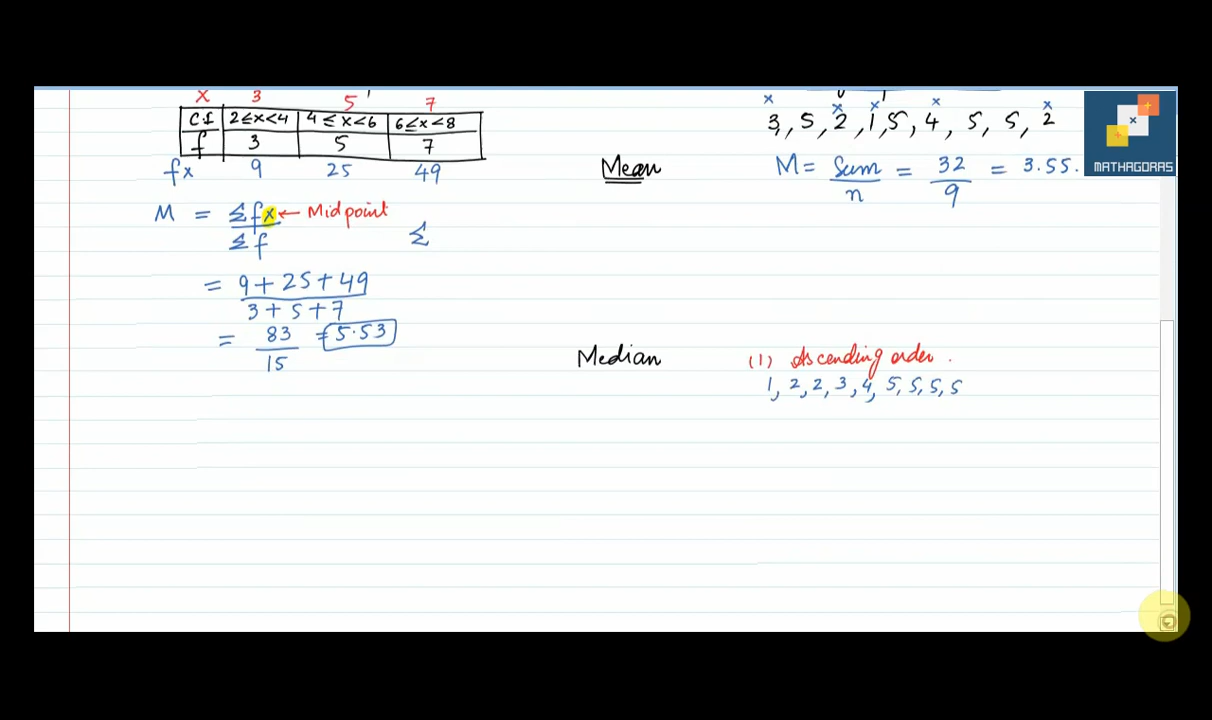 x 3 5 7
C.I 2≤x<4 4≤x<6 6≤x<8
f 3 5 7
fx 9 25 49
M = Σfx ← Midpoint
Σf
Σ
= 9+25+49
3+5+7
= 83 = 5.53
15
3, 5, 2, 1, 5, 4, 5, 5, 2
Mean
M = Sum = 32 = 3.55.
n 9
Median
(1) Ascending order.
1, 2, 2, 3, 4, 5, 5, 5, 5
MATHAGORAS